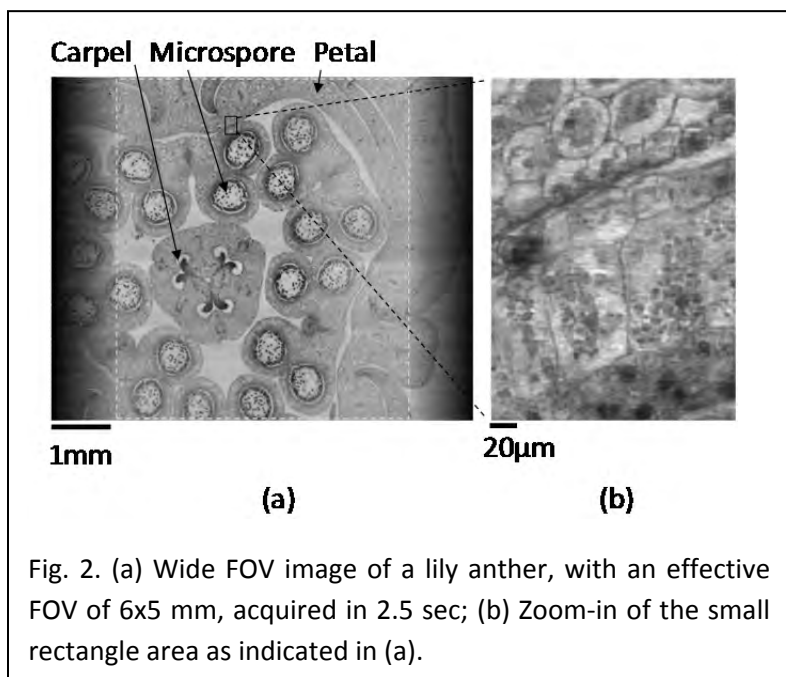 Carpel Microspore Petal
1mm
20μm
(a)
(b)
Fig. 2. (a) Wide FOV image of a lily anther, with an effective
FOV of 6x5 mm, acquired in 2.5 sec; (b) Zoom-in of the small
rectangle area as indicated in (a).